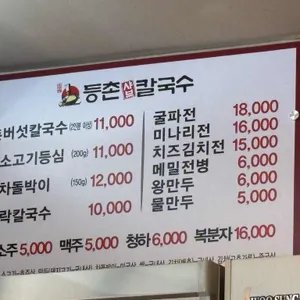 등촌 샤브 칼국수
버섯칼국수 (2인분 이상) 11,000
소고기등심 (200g) 11,000
차돌박이 (150g) 12,000
칼국수 10,000
굴파전 18,000
미나리전 16,000
치즈김치전 15,000
메밀전병 6,000
왕만두 6,000
물만두 5,000
소주 5,000 맥주 5,000 청하 6,000 복분자 16,000